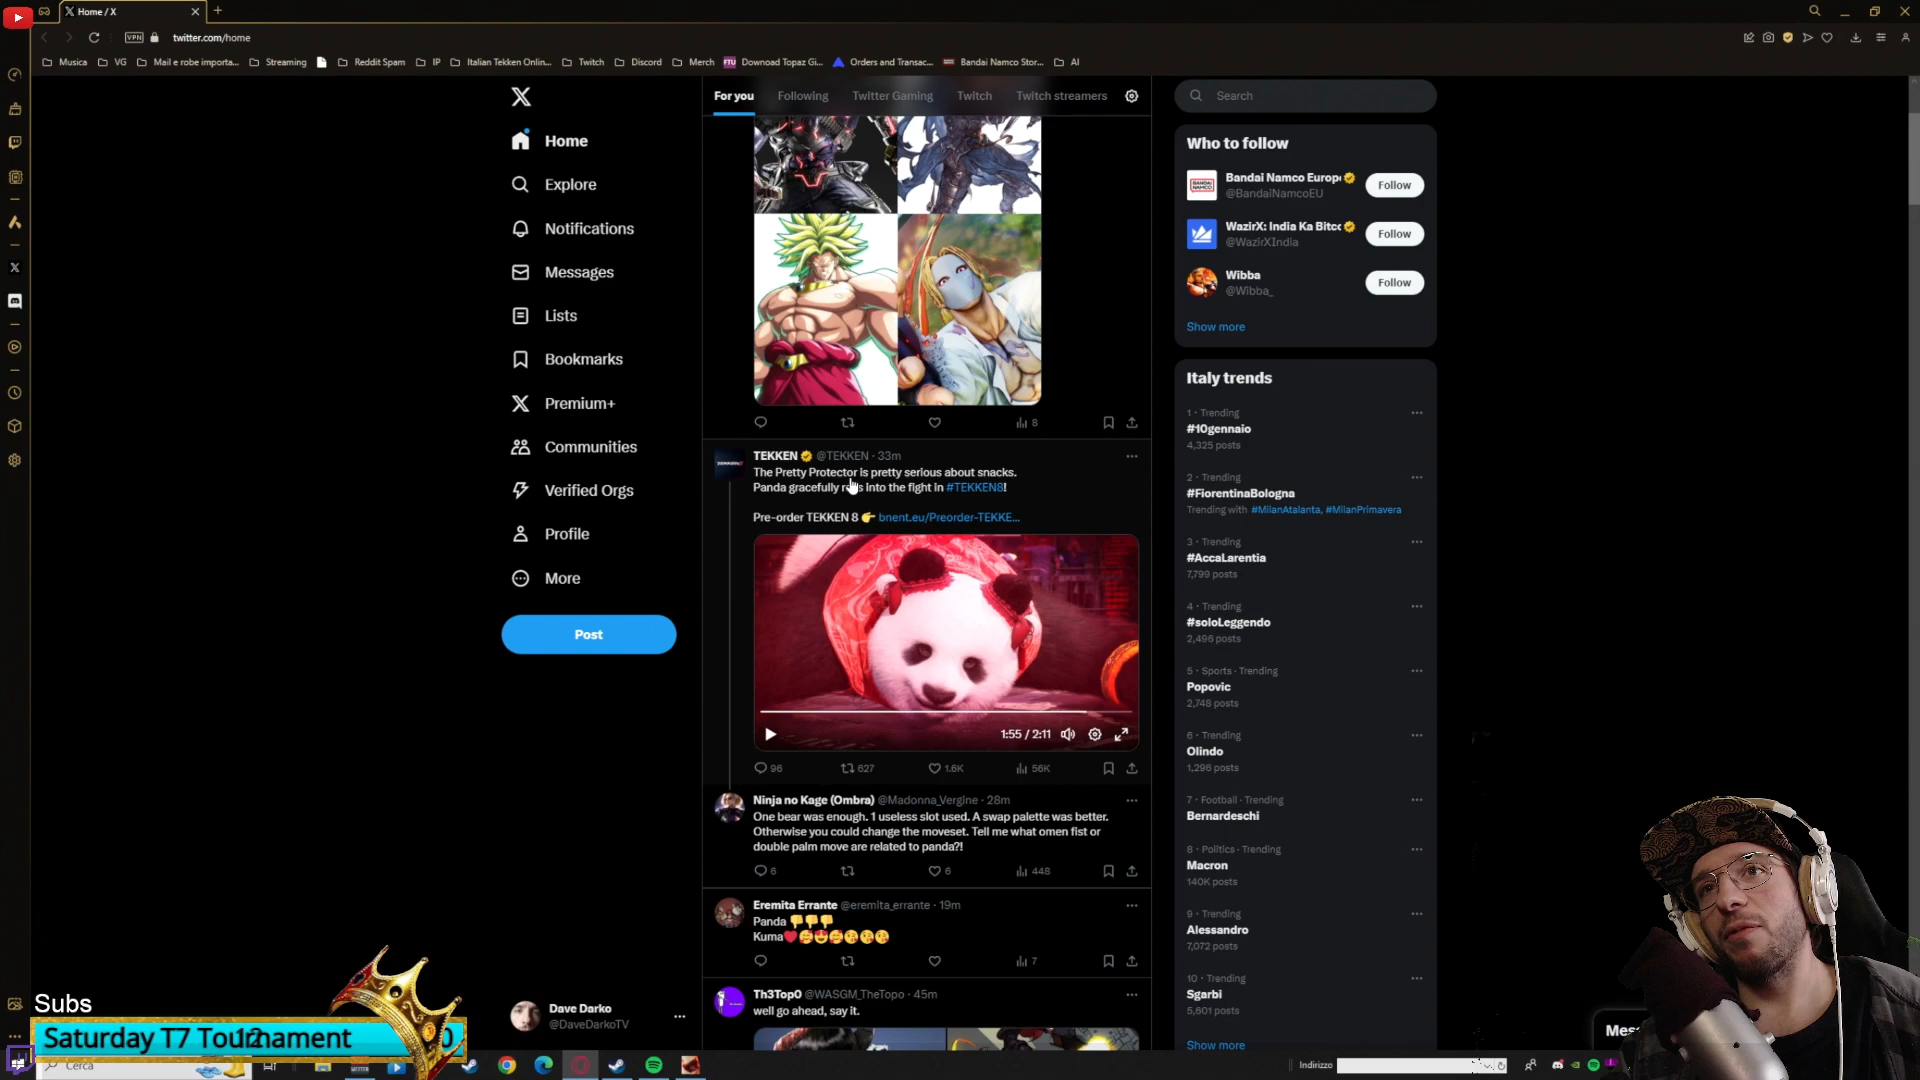 Home / X
VPN
twitter.com/home
Musica
VG
Mail e robe importa...
Streaming
Reddit Spam
IP
Italian Tekken Onlin...
Twitch
Discord
Merch
FTU
Downoad Topaz Gi...
Orders and Transac...
Bandai Namco Stor...
AI
Home
Explore
Notifications
Messages
Lists
Bookmarks
Premium+
Communities
Verified Orgs
Profile
More
Post
Dave Darko
@DaveDarkoTV
For you
Following
Twitter Gaming
Twitch
Twitch streamers
8
TEKKEN @TEKKEN · 33m
The Pretty Protector is pretty serious about snacks.
Panda gracefully into the fight in #TEKKEN8!
Pre-order TEKKEN 8 👉 bnent.eu/Preorder-TEKKE...
1:55 / 2:11
96
627
1.6K
56K
Ninja no Kage (Ombra) @Madonna_Vergine · 28m
One bear was enough. 1 useless slot used. A swap palette was better.
Otherwise you could change the moveset. Tell me what omen fist or
double palm move are related to panda?!
6
6
448
Eremita Errante @eremita_errante · 19m
Panda 👎👎👎
Kuma❤️🥰😍🥰😘😘😘
7
Th3Top0 @WASGM_TheTopo · 45m
well go ahead, say it.
Search
Who to follow
Bandai Namco Europ
@BandaiNamcoEU
Follow
WazirX: India Ka Bitc
@WazirXIndia
Follow
Wibba
@Wibba_
Follow
Show more
Italy trends
1 · Trending
#10gennaio
4,325 posts
2 · Trending
#FiorentinaBologna
Trending with #MilanAtalanta, #MilanPrimavera
3 · Trending
#AccaLarentia
7,799 posts
4 · Trending
#soloLeggendo
2,496 posts
5 · Sports · Trending
Popovic
2,748 posts
6 · Trending
Olindo
1,296 posts
7 · Football · Trending
Bernardeschi
8 · Politics · Trending
Macron
140K posts
9 · Trending
Alessandro
7,072 posts
10 · Trending
Sgarbi
5,601 posts
Show more
Mes
Subs
Saturday T7 Tournament
Cerca
Indirizzo